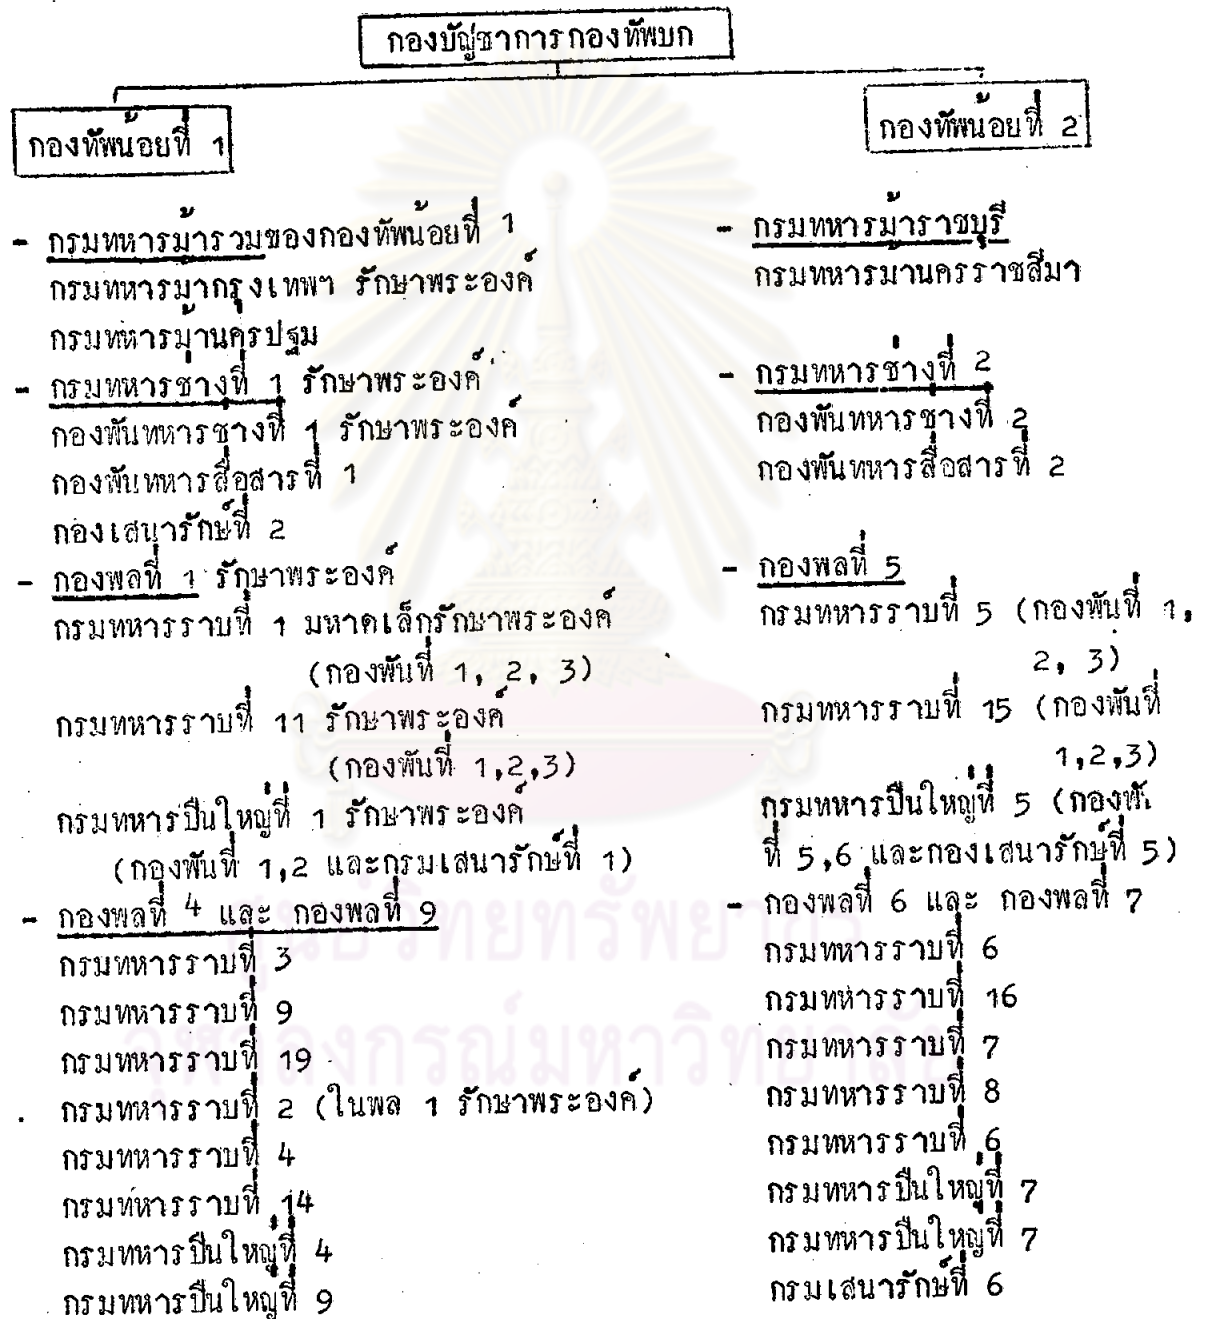 กองบัญชาการกองทัพบก
กองทัพน้อยที่ 1
- กรมทหารม้ารวมของกองทัพน้อยที่ 1
กรมทหารมากรุงเทพฯ รักษาพระองค์
กรมทหารม้านครปฐม
- กรมทหารช่างที่ 1 รักษาพระองค์
กองพันทหารช่างที่ 1 รักษาพระองค์
กองพันทหารสื่อสารที่ 1
กองเสนารักษ์ที่ 2
- กองพลที่ 1 รักษาพระองค์
กรมทหารราบที่ 1 มหาดเล็กรักษาพระองค์
(กองพันที่ 1, 2, 3)
กรมทหารราบที่ 11 รักษาพระองค์
(กองพันที่ 1,2,3)
กรมทหารปืนใหญ่ที่ 1 รักษาพระองค์
(กองพันที่ 1,2 และกรมเสนารักษ์ที่ 1)
- กองพลที่ 4 และ กองพลที่ 9
กรมทหารราบที่ 3
กรมทหารราบที่ 9
กรมทหารราบที่ 19
กรมทหารราบที่ 2 (ในพล 1 รักษาพระองค์)
กรมทหารราบที่ 4
กรมทหารราบที่ 14
กรมทหารปืนใหญ่ที่ 4
กรมทหารปืนใหญ่ที่ 9
กองทัพน้อยที่ 2
- กรมทหารม้าราชบุรี
กรมทหารม้านครราชสีมา
- กรมทหารช่างที่ 2
กองพันทหารช่างที่ 2
กองพันทหารสื่อสารที่ 2
- กองพลที่ 5
กรมทหารราบที่ 5 (กองพันที่ 1,
2, 3)
กรมทหารราบที่ 15 (กองพันที่
1,2,3)
กรมทหารปืนใหญ่ที่ 5 (กองพัน
ที่ 5,6 และกองเสนารักษ์ที่ 5)
- กองพลที่ 6 และ กองพลที่ 7
กรมทหารราบที่ 6
กรมทหารราบที่ 16
กรมทหารราบที่ 7
กรมทหารราบที่ 8
กรมทหารราบที่ 6
กรมทหารปืนใหญ่ที่ 7
กรมทหารปืนใหญ่ที่ 7
กรมเสนารักษ์ที่ 6
ศูนย์วิทยทรัพยากร
จุฬาลงกรณ์มหาวิทยาลัย